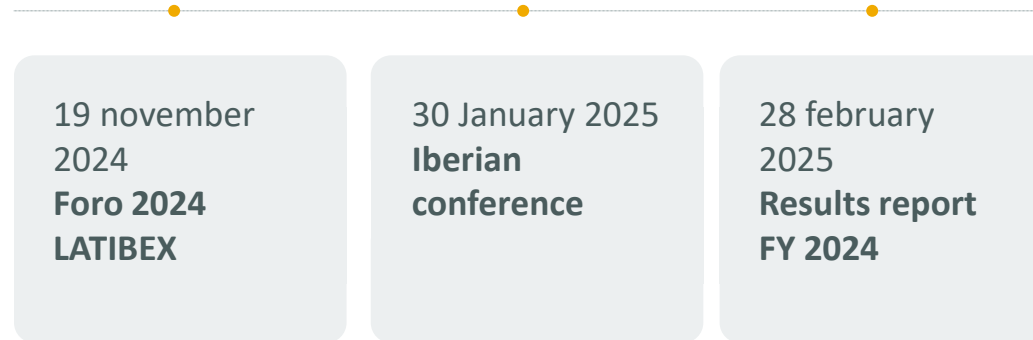 19 november
2024
Foro 2024
LATIBEX
30 January 2025
Iberian
conference
28 february
2025
Results report
FY 2024